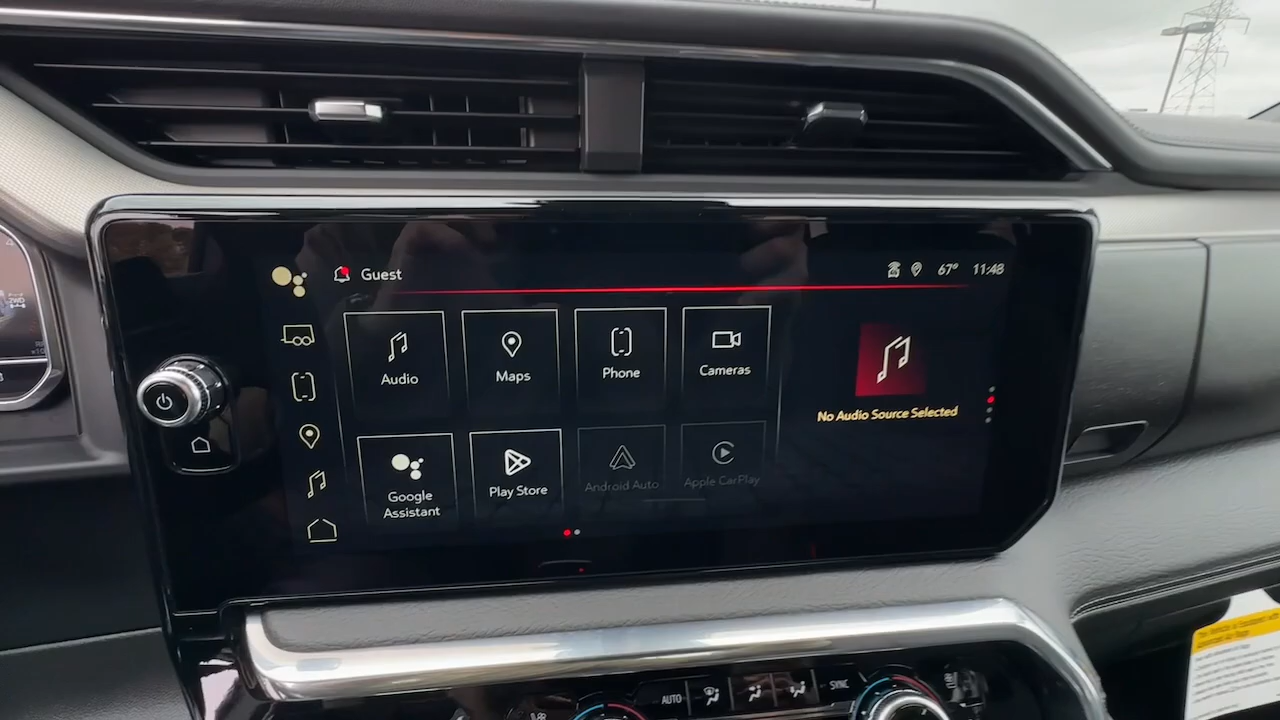 Guest
67° 11:48
Audio
Maps
Phone
Cameras
No Audio Source Selected
Google
Assistant
Play Store
Android Auto
Apple CarPlay
2WD
AUTO
SYNC